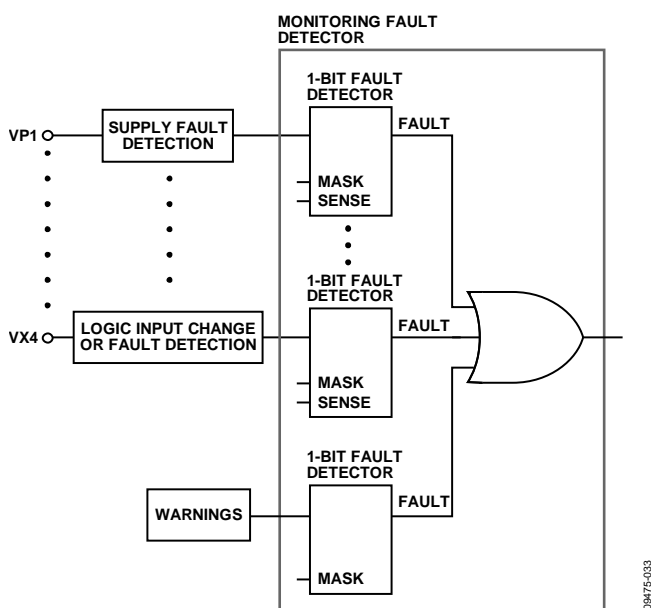 MONITORING FAULT
DETECTOR
1-BIT FAULT
DETECTOR
FAULT
VP1
SUPPLY FAULT
DETECTION
MASK
SENSE
1-BIT FAULT
DETECTOR
FAULT
VX4
LOGIC INPUT CHANGE
OR FAULT DETECTION
MASK
SENSE
1-BIT FAULT
DETECTOR
FAULT
WARNINGS
MASK
09475-033